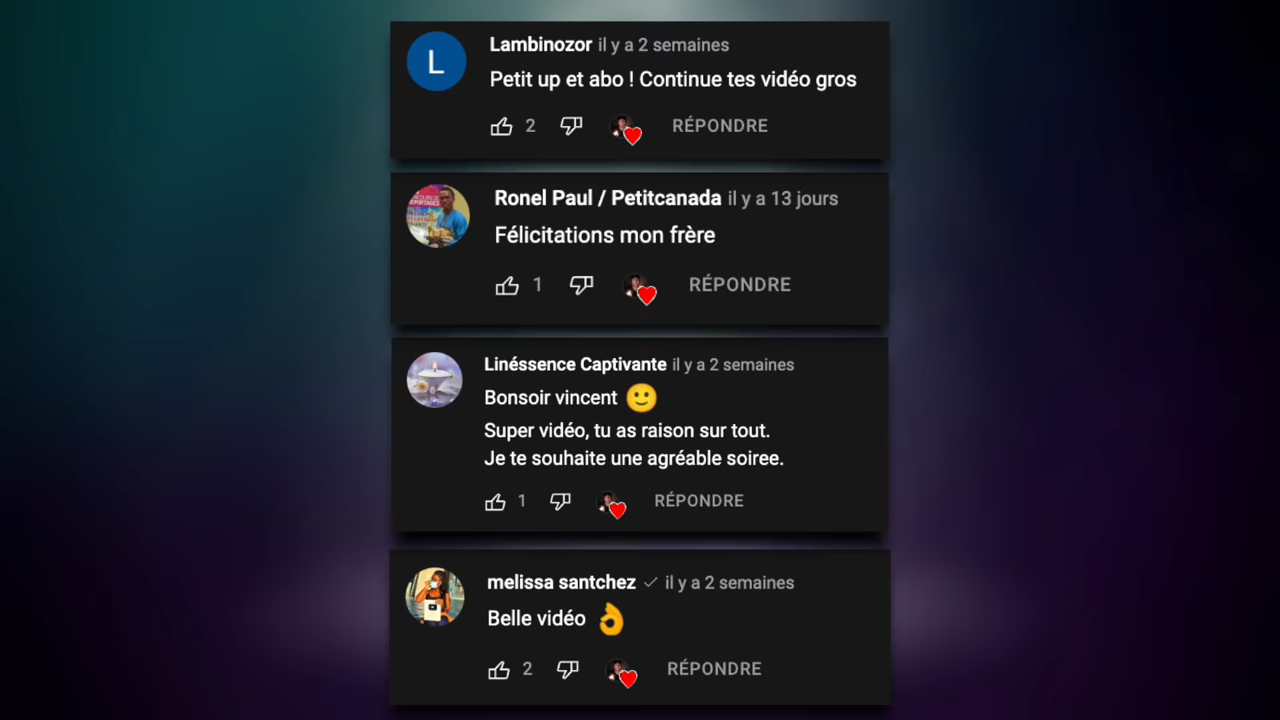 L
Lambinozor il y a 2 semaines
Petit up et abo ! Continue tes vidéo gros
2
RÉPONDRE
Ronel Paul / Petitcanada il y a 13 jours
Félicitations mon frère
1
RÉPONDRE
Linéssence Captivante il y a 2 semaines
Bonsoir vincent 🙂
Super vidéo, tu as raison sur tout.
Je te souhaite une agréable soiree.
1
RÉPONDRE
melissa santchez ✓ il y a 2 semaines
Belle vidéo 👌
2
RÉPONDRE